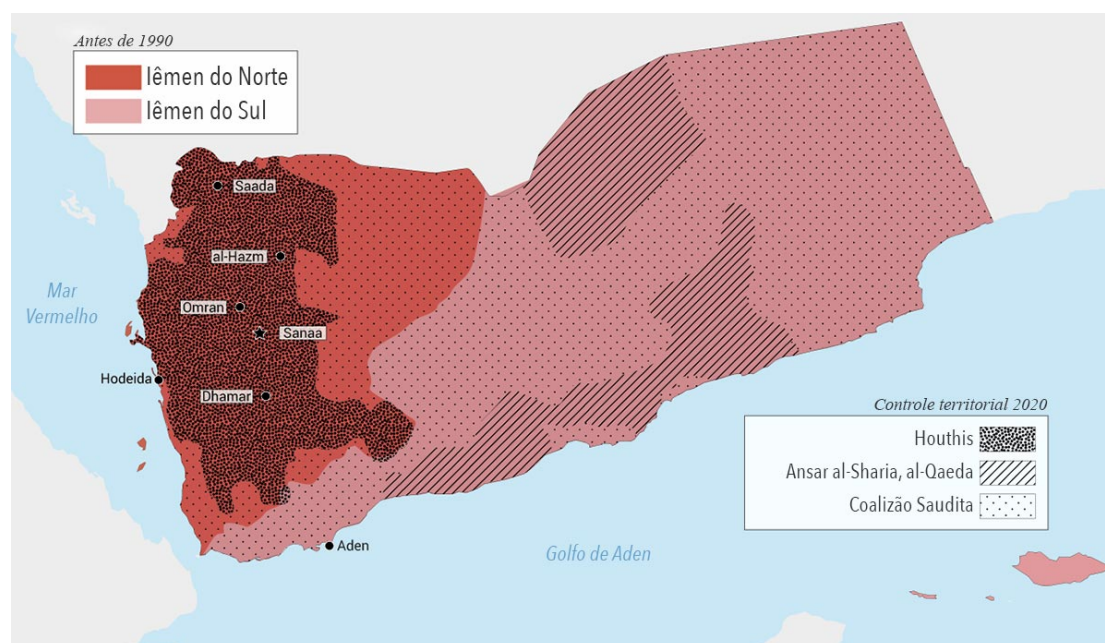 Antes de 1990
Iêmen do Norte
Iêmen do Sul
Saada
al-Hazm
Omran
Mar
Vermelho
Sanaa
Hodeida
Dhamar
Controle territorial 2020
Houthis
Ansar al-Sharia, al-Qaeda
Coalizão Saudita
Aden
Golfo de Aden